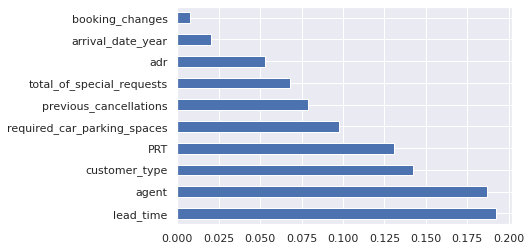 booking_changes
arrival_date_year
adr
total_of_special_requests
previous_cancellations
required_car_parking_spaces
PRT
customer_type
agent
lead_time
0.000 0.025 0.050 0.075 0.100 0.125 0.150 0.175 0.200